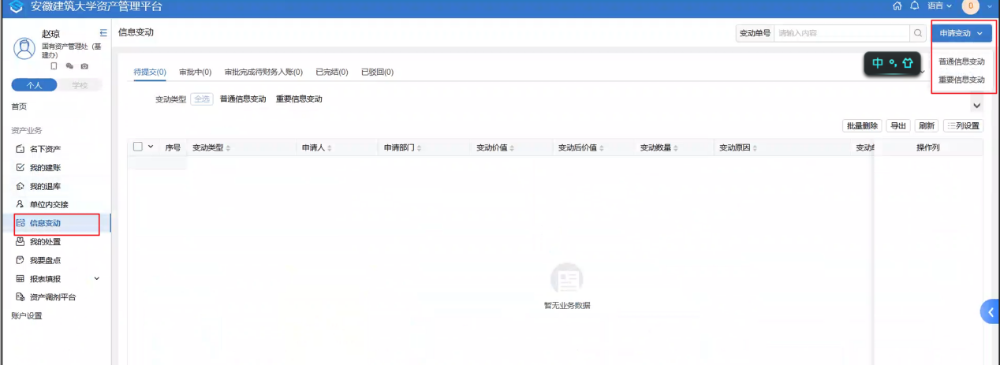 安徽建筑大学资产管理平台
语言
0
赵琼
国有资产管理处（基
建办）
个人
学校
首页
资产业务
名下资产
我的建账
我的退库
单位内交接
信息变动
我的处置
我要盘点
报表填报
资产调剂平台
账户设置
信息变动
变动单号
请输入内容
申请变动
普通信息变动
重要信息变动
中
待提交(0) 审批中(0) 审批完成待财务入账(0) 已完结(0) 已驳回(0)
变动类型 全选 普通信息变动 重要信息变动
批量删除 导出 刷新 列设置
序号 变动类型 申请人 申请部门 变动价值 变动后价值 变动数量 变动原因 变动 操作列
暂无业务数据